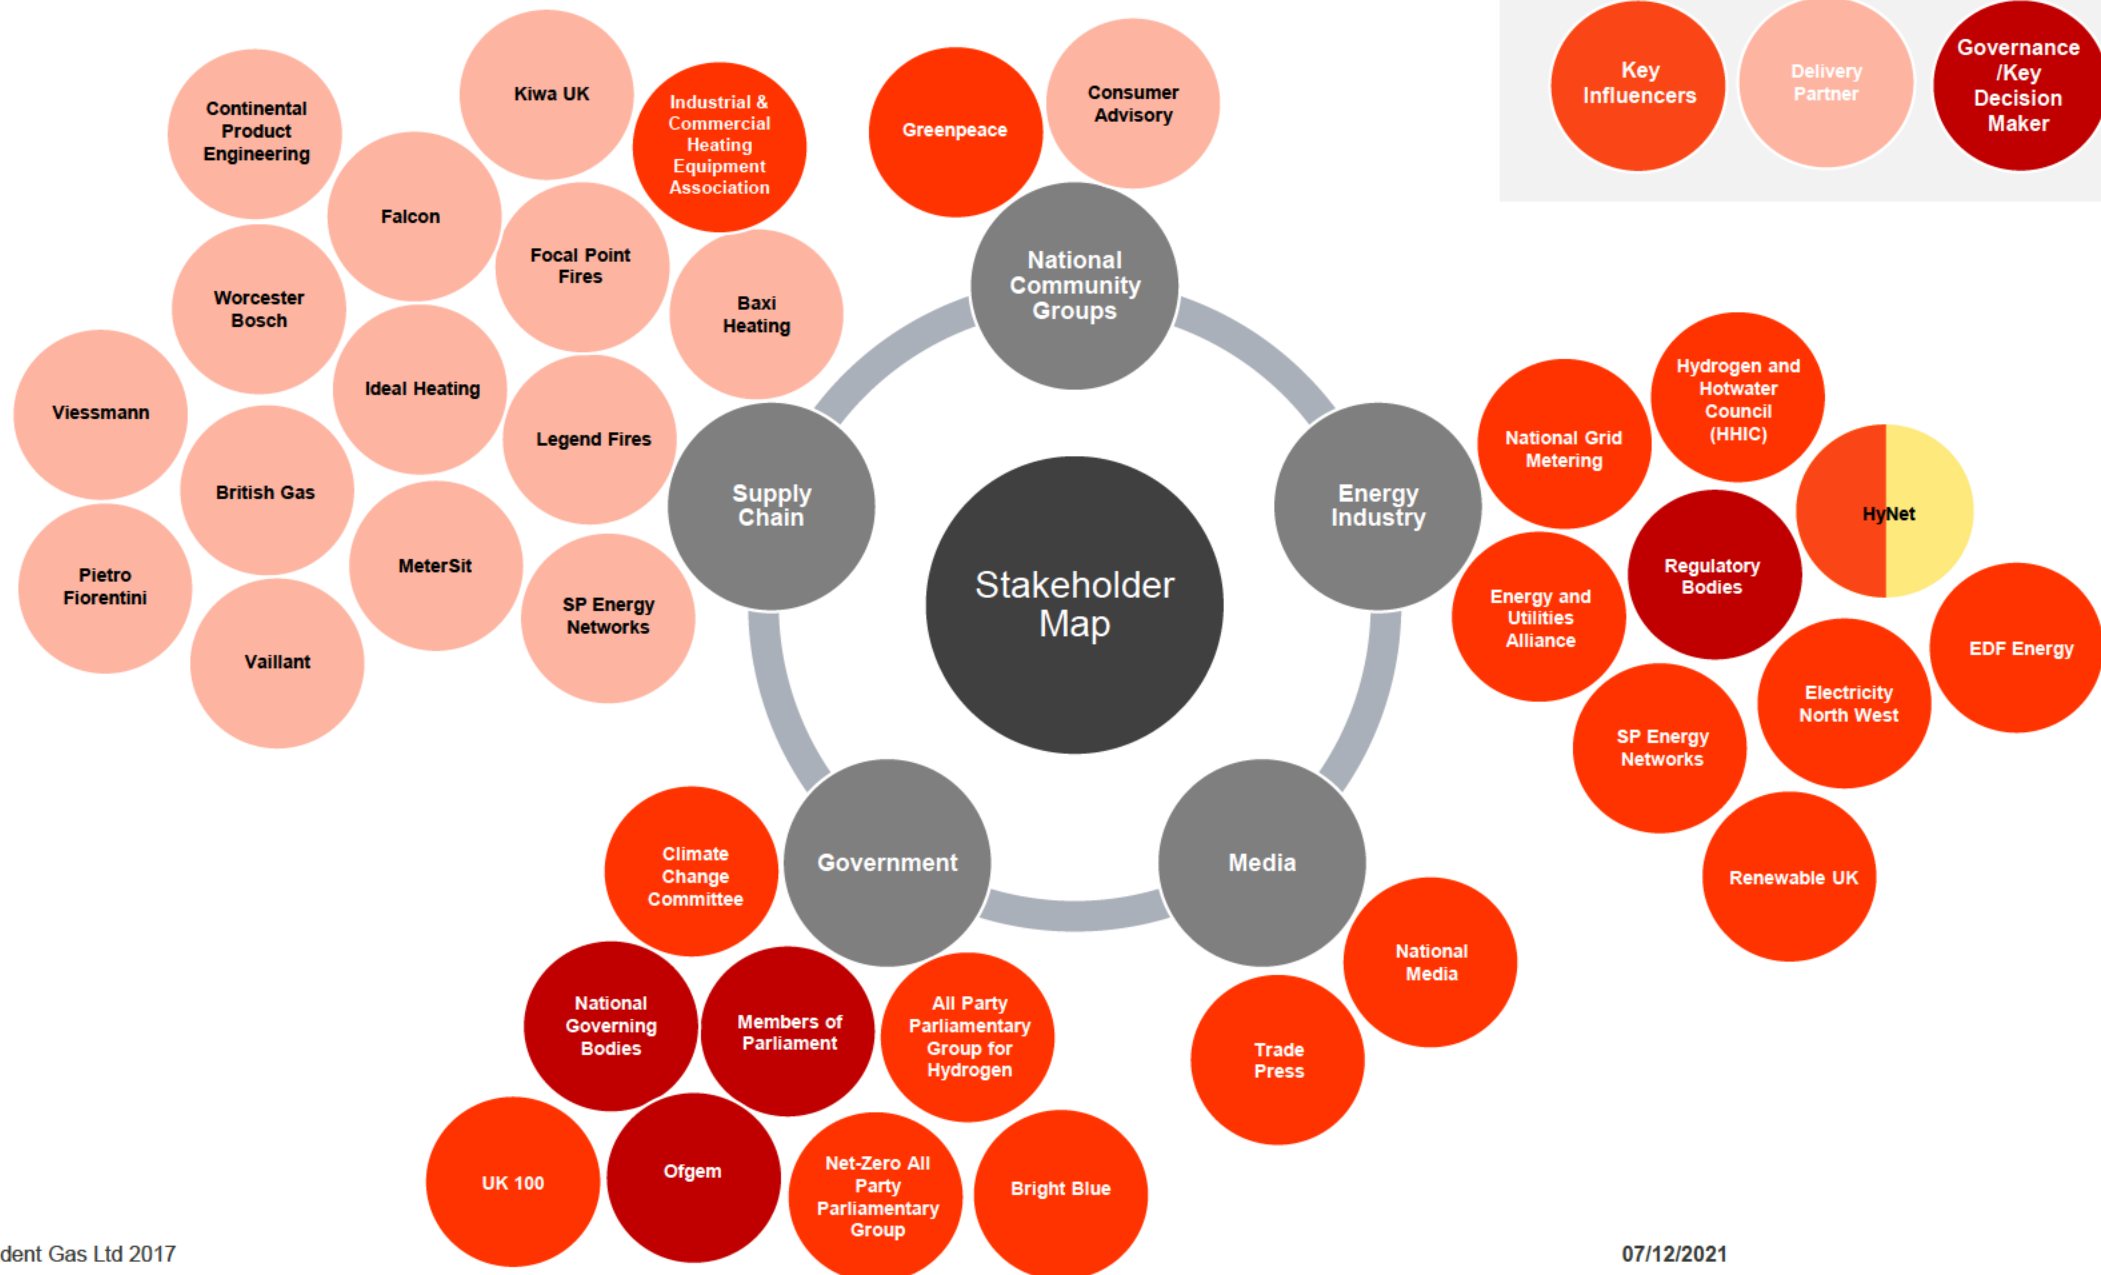 Kiwa UK
Continental
Product
Engineering
Industrial &
Commercial
Heating
Equipment
Association
Greenpeace
Consumer
Advisory
Key
Influencers
Delivery
Partner
Governance
/Key
Decision
Maker
Falcon
Focal Point
Fires
National
Community
Groups
Worcester
Bosch
Baxi
Heating
Viessmann
Ideal Heating
Legend Fires
National Grid
Metering
Hydrogen and
Hotwater
Council
(HHIC)
British Gas
Supply
Chain
Energy
Industry
HyNet
Pietro
Fiorentini
MeterSit
SP Energy
Networks
Stakeholder
Map
Energy and
Utilities
Alliance
Regulatory
Bodies
EDF Energy
Vaillant
Electricity
North West
SP Energy
Networks
Climate
Change
Committee
Government
Media
Renewable UK
National
Media
National
Governing
Bodies
Members of
Parliament
All Party
Parliamentary
Group for
Hydrogen
Trade
Press
UK 100
Ofgem
Net-Zero All
Party
Parliamentary
Group
Bright Blue
dent Gas Ltd 2017
07/12/2021